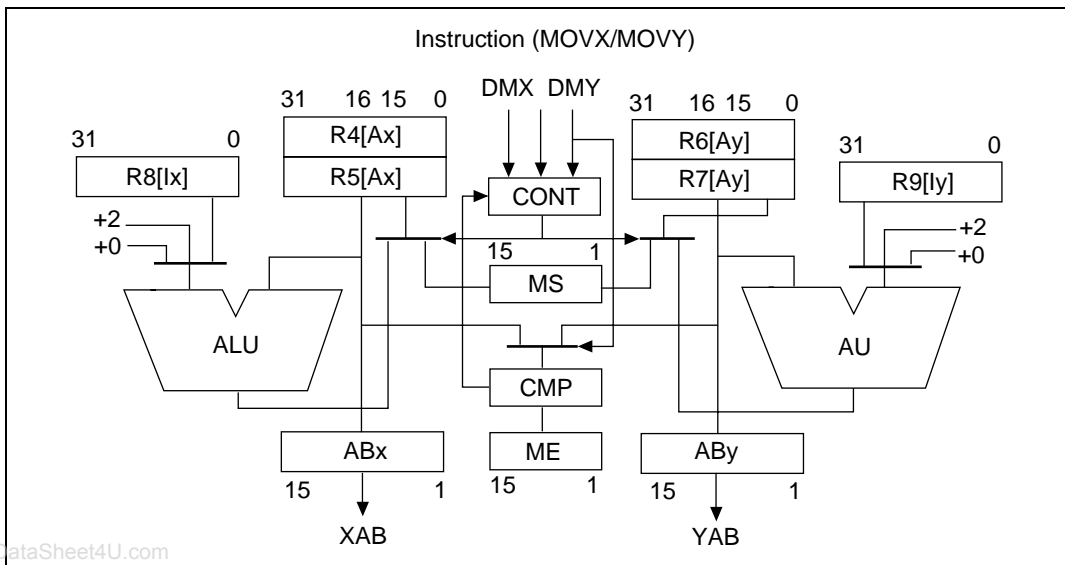 Instruction (MOVX/MOVY)
DMX DMY
31 16 15 0
31 16 15 0
31 0
R4[Ax]
R6[Ay]
31 0
R8[Ix]
R5[Ax]
CONT
R7[Ay]
R9[Iy]
+2
+0
15 1
+2
+0
MS
ALU
AU
CMP
ABx
ME
ABy
15 1
15 1
15 1
XAB
YAB
DataSheet4U.com